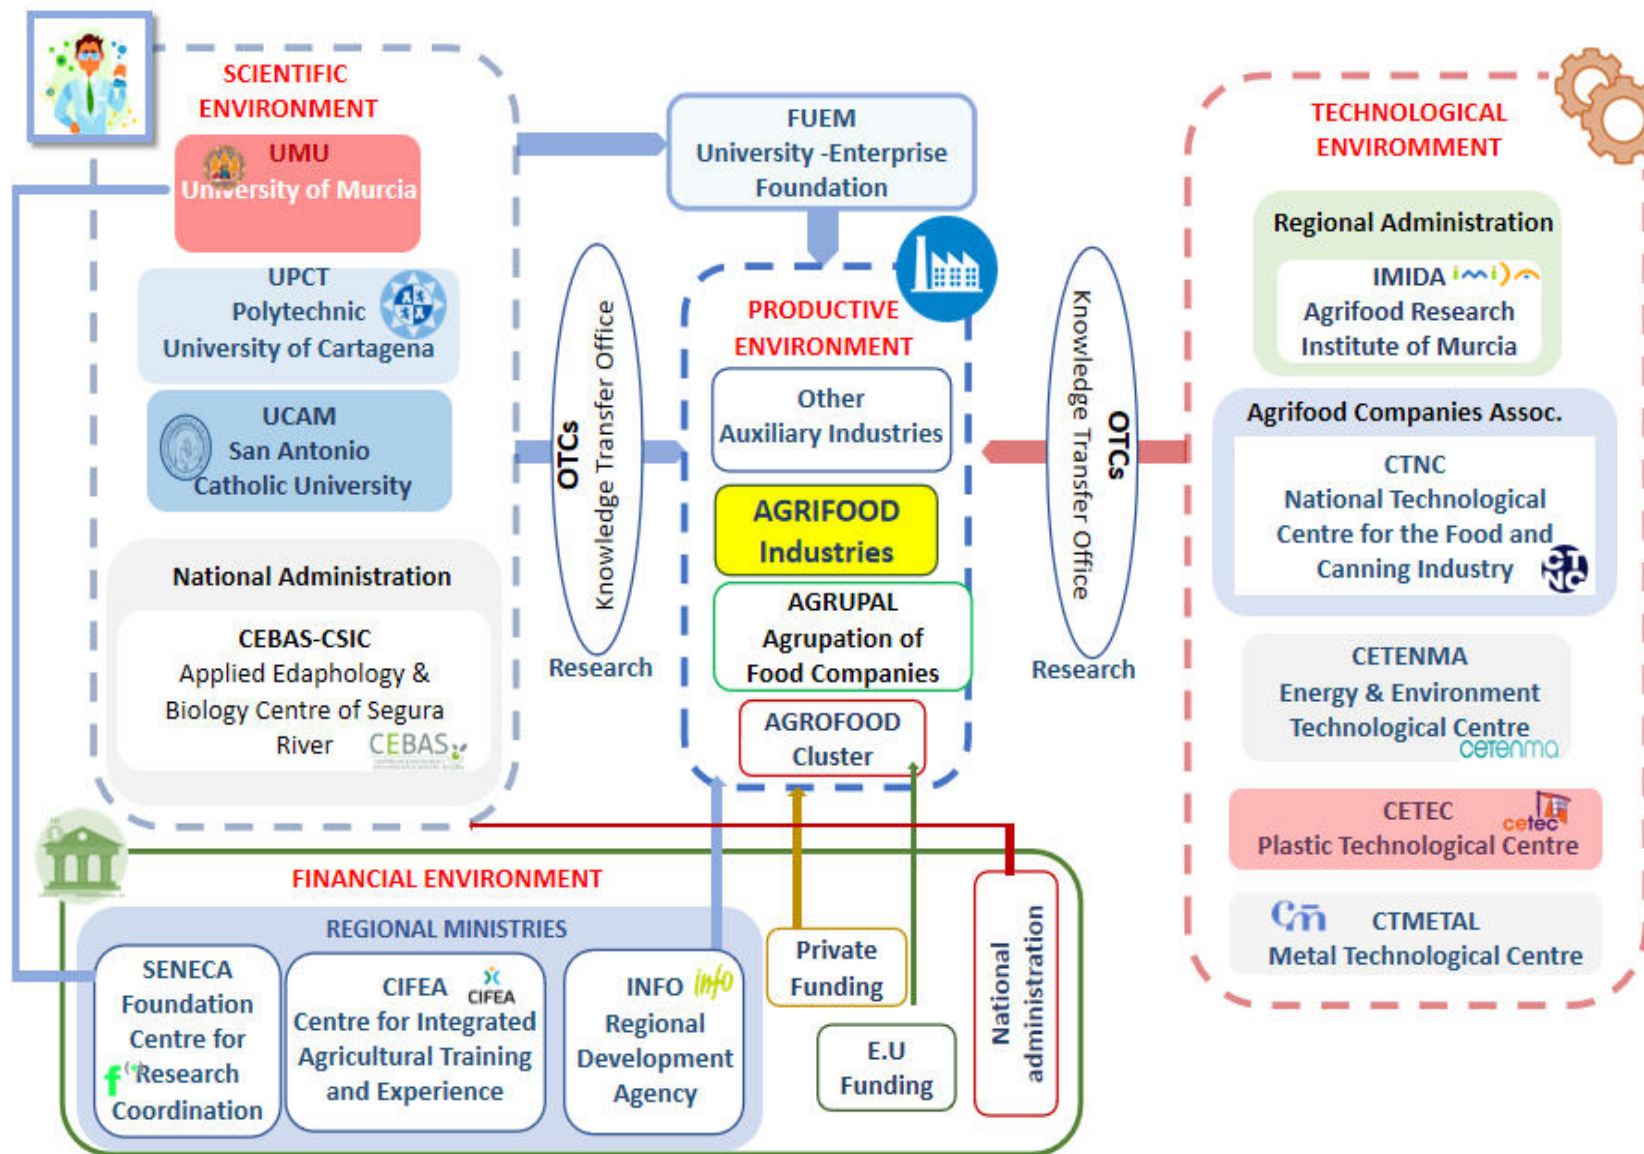 SCIENTIFIC
ENVIRONMENT
UMU
University of Murcia
UPCT
Polytechnic
University of Cartagena
UCAM
San Antonio
Catholic University
National Administration
CEBAS-CSIC
Applied Edaphology &
Biology Centre of Segura
River
CEBAS
FUEM
University -Enterprise
Foundation
OTCs
Knowledge Transfer Office
Research
PRODUCTIVE
ENVIRONMENT
Other
Auxiliary Industries
AGRIFOOD
Industries
AGRUPAL
Agrupation of
Food Companies
AGROFOOD
Cluster
OTCs
Knowledge Transfer Office
Research
TECHNOLOGICAL
ENVIROMMENT
Regional Administration
IMIDA imida
Agrifood Research
Institute of Murcia
Agrifood Companies Assoc.
CTNC
National Technological
Centre for the Food and
Canning Industry
CT
NC
CETENMA
Energy & Environment
Technological Centre
cetenma
CETEC
cetec
Plastic Technological Centre
cm
CTMETAL
Metal Technological Centre
FINANCIAL ENVIRONMENT
REGIONAL MINISTRIES
SENECA
Foundation
Centre for
f(+) Research
Coordination
CIFEA
CIFEA
Centre for Integrated
Agricultural Training
and Experience
INFO info
Regional
Development
Agency
Private
Funding
E.U
Funding
National
administration